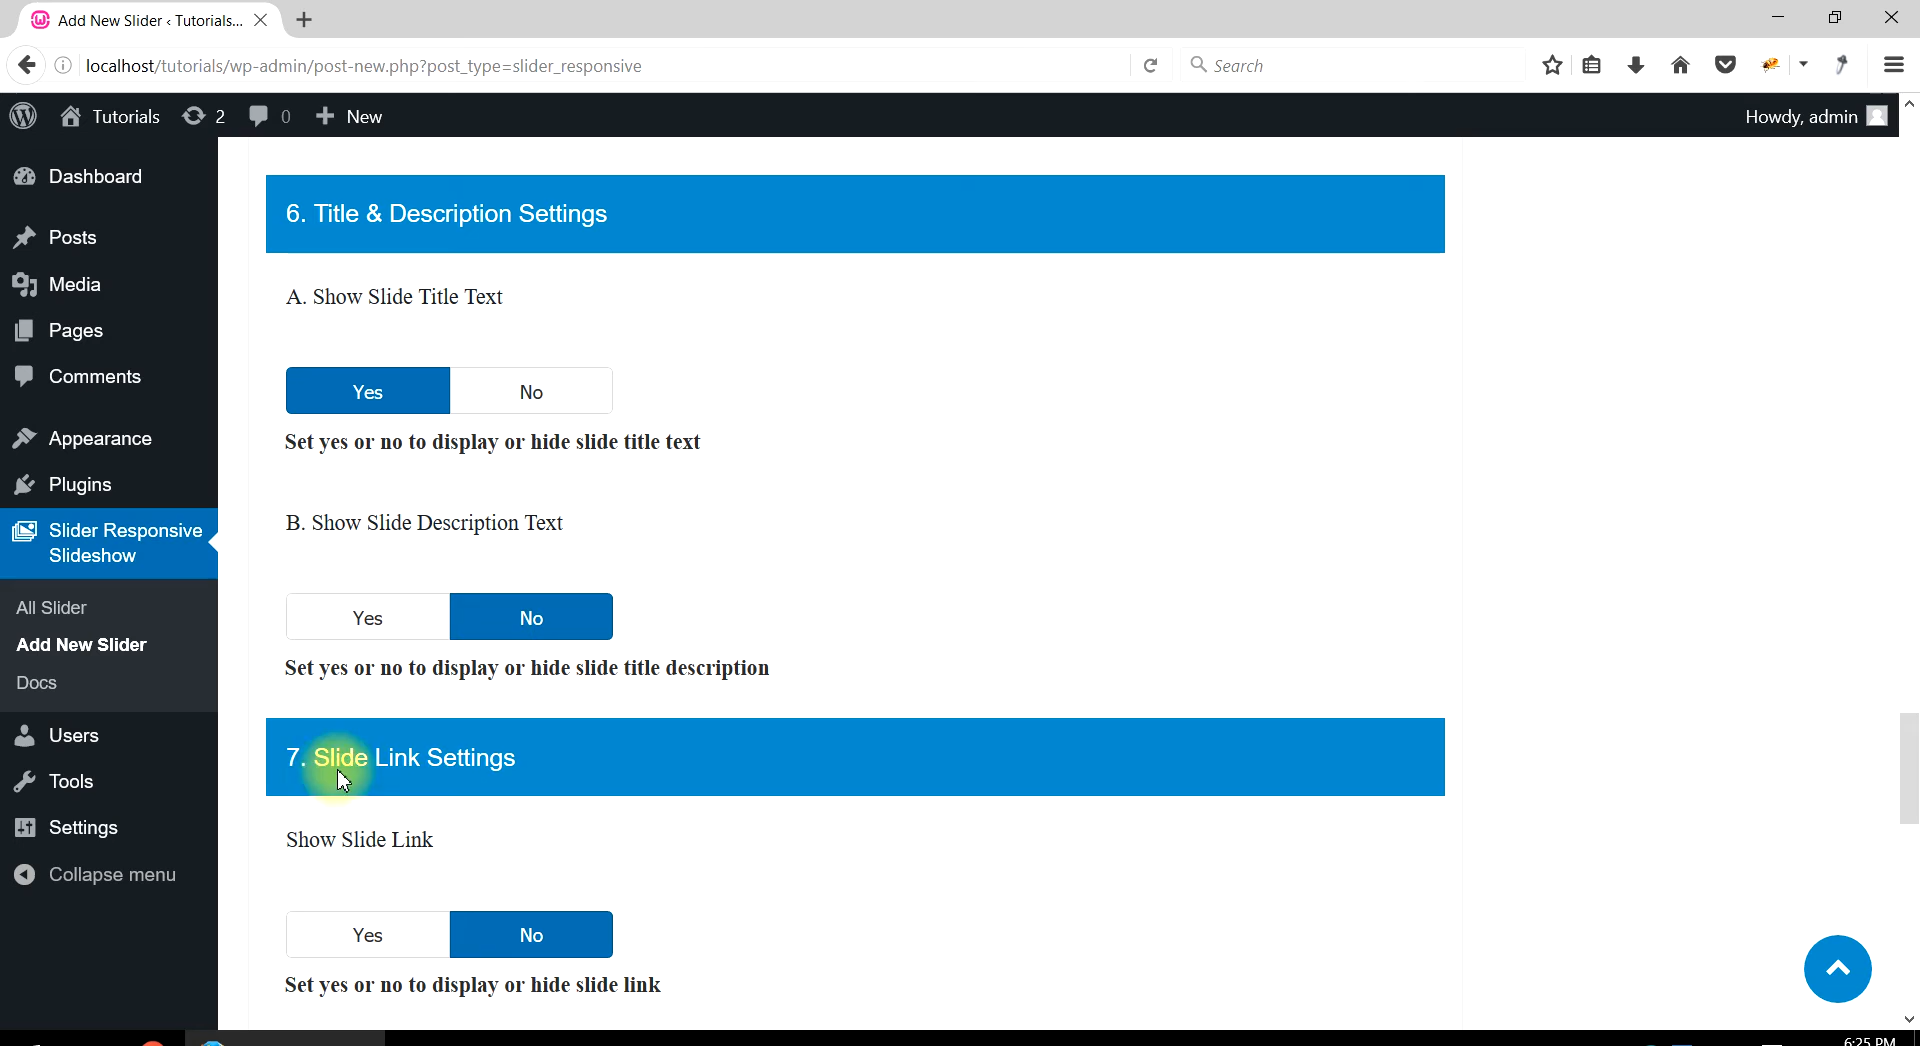 Add New Slider ‹ Tutorials...
localhost/tutorials/wp-admin/post-new.php?post_type=slider_responsive
Search
Tutorials
2
0
New
Howdy, admin
Dashboard
Posts
Media
Pages
Comments
Appearance
Plugins
Slider Responsive
Slideshow
All Slider
Add New Slider
Docs
Users
Tools
Settings
Collapse menu
6. Title & Description Settings
A. Show Slide Title Text
Yes No
Set yes or no to display or hide slide title text
B. Show Slide Description Text
Yes No
Set yes or no to display or hide slide title description
7. Slide Link Settings
Show Slide Link
Yes No
Set yes or no to display or hide slide link
6:25 PM